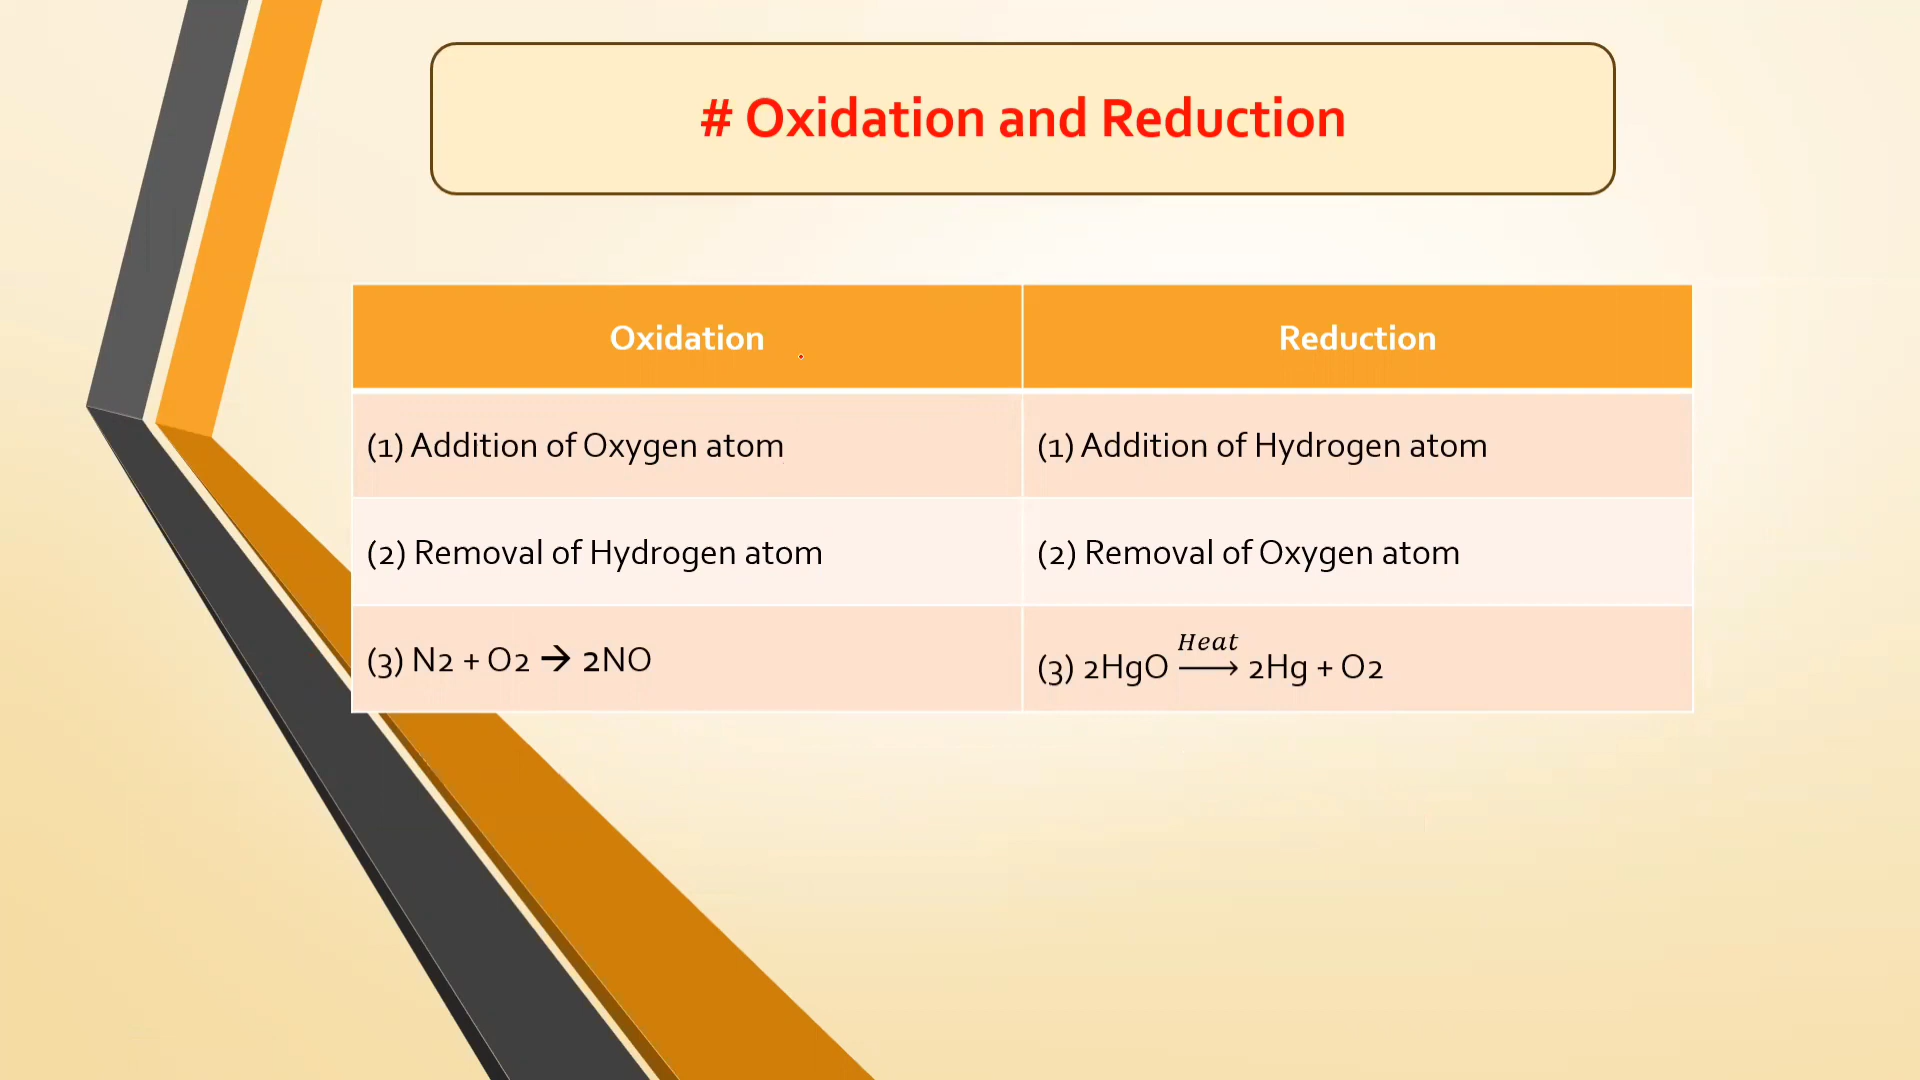 # Oxidation and Reduction
Oxidation
Reduction
(1) Addition of Oxygen atom
(1) Addition of Hydrogen atom
(2) Removal of Hydrogen atom
(2) Removal of Oxygen atom
(3) N2 + O2 → 2NO
Heat
(3) 2HgO ⟶ 2Hg + O2